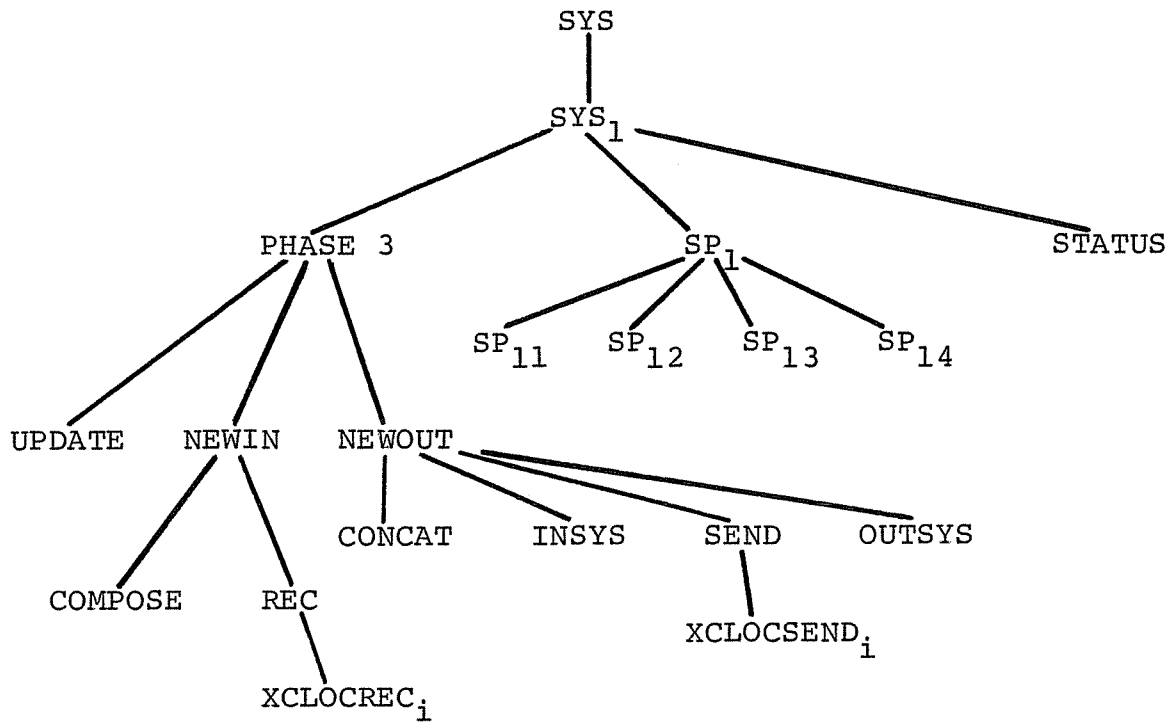 SYS
SYS₁
PHASE 3 SP₁ STATUS
SP₁₁ SP₁₂ SP₁₃ SP₁₄
UPDATE NEWIN NEWOUT
CONCAT INSYS SEND OUTSYS
COMPOSE REC
XCLOCSENDᵢ
XCLOCRECᵢ